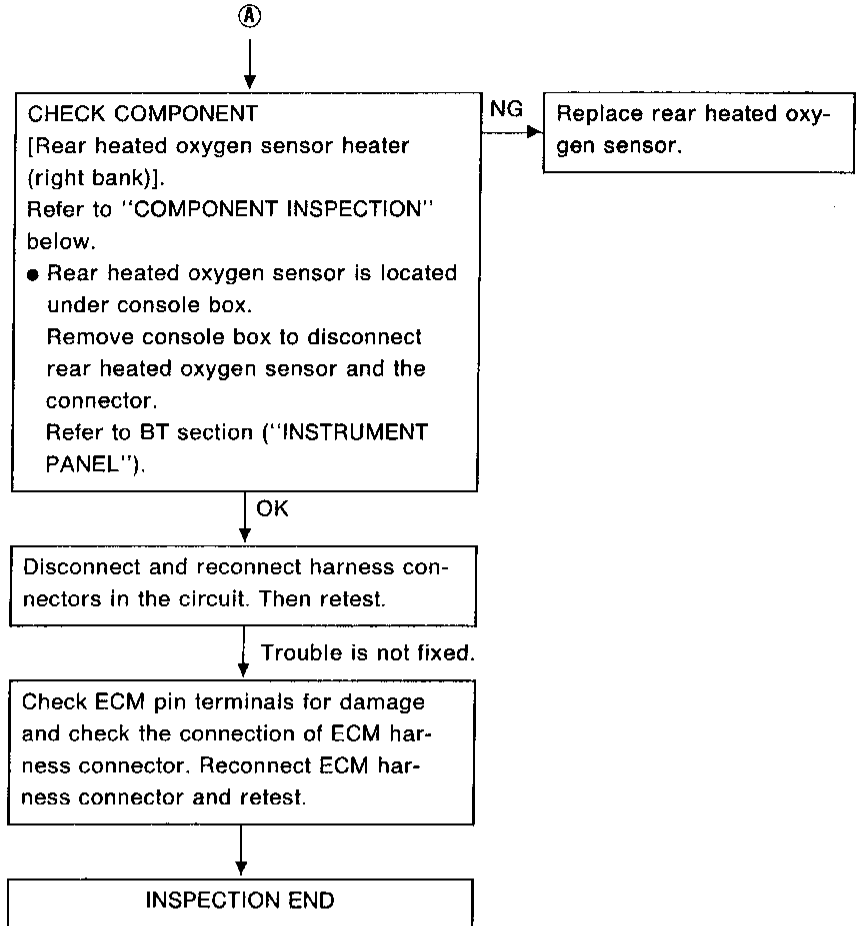 Ⓐ
CHECK COMPONENT
[Rear heated oxygen sensor heater
(right bank)].
Refer to "COMPONENT INSPECTION"
below.
● Rear heated oxygen sensor is located
under console box.
Remove console box to disconnect
rear heated oxygen sensor and the
connector.
Refer to BT section ("INSTRUMENT
PANEL").
NG
Replace rear heated oxy-
gen sensor.
OK
Disconnect and reconnect harness con-
nectors in the circuit. Then retest.
Trouble is not fixed.
Check ECM pin terminals for damage
and check the connection of ECM har-
ness connector. Reconnect ECM har-
ness connector and retest.
INSPECTION END